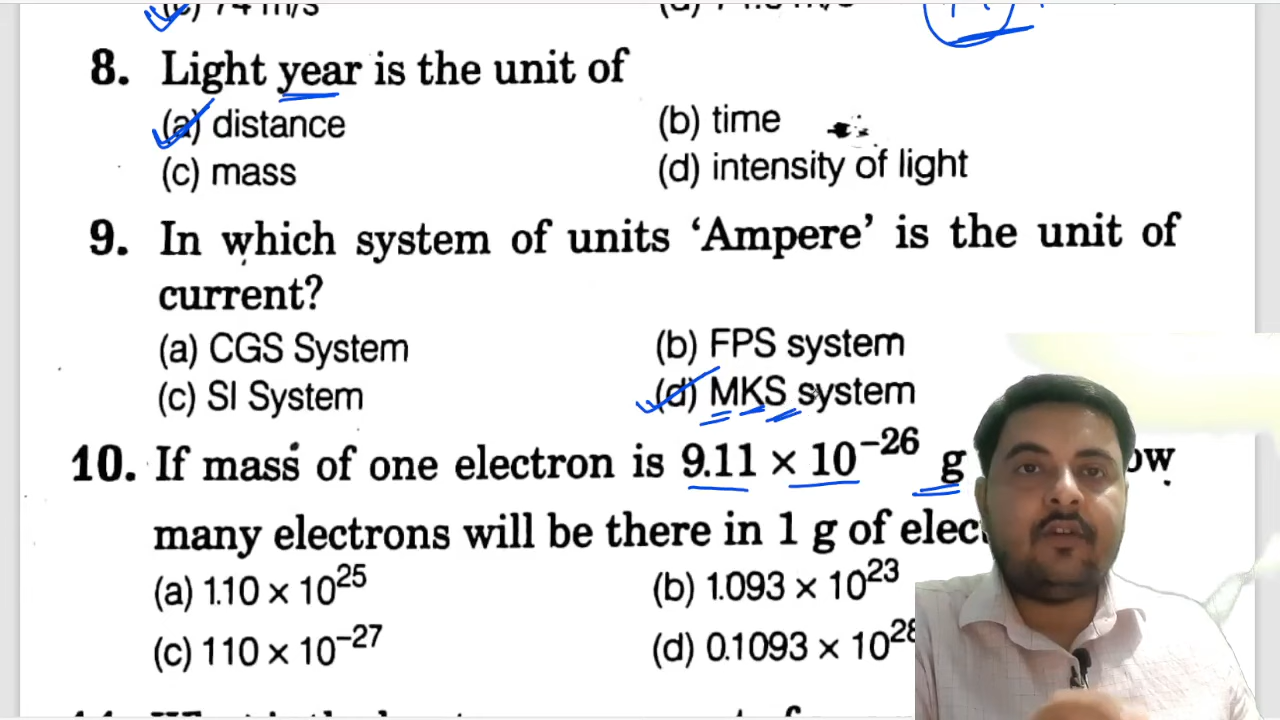 8. Light year is the unit of
(a) distance (b) time
(c) mass (d) intensity of light
9. In which system of units ‘Ampere’ is the unit of
current?
(a) CGS System (b) FPS system
(c) SI System (d) MKS system
10. If mass of one electron is 9.11 × 10⁻²⁶ g
many electrons will be there in 1 g of elec
(a) 1.10 × 10²⁵ (b) 1.093 × 10²³
(c) 110 × 10⁻²⁷ (d) 0.1093 × 10²⁸